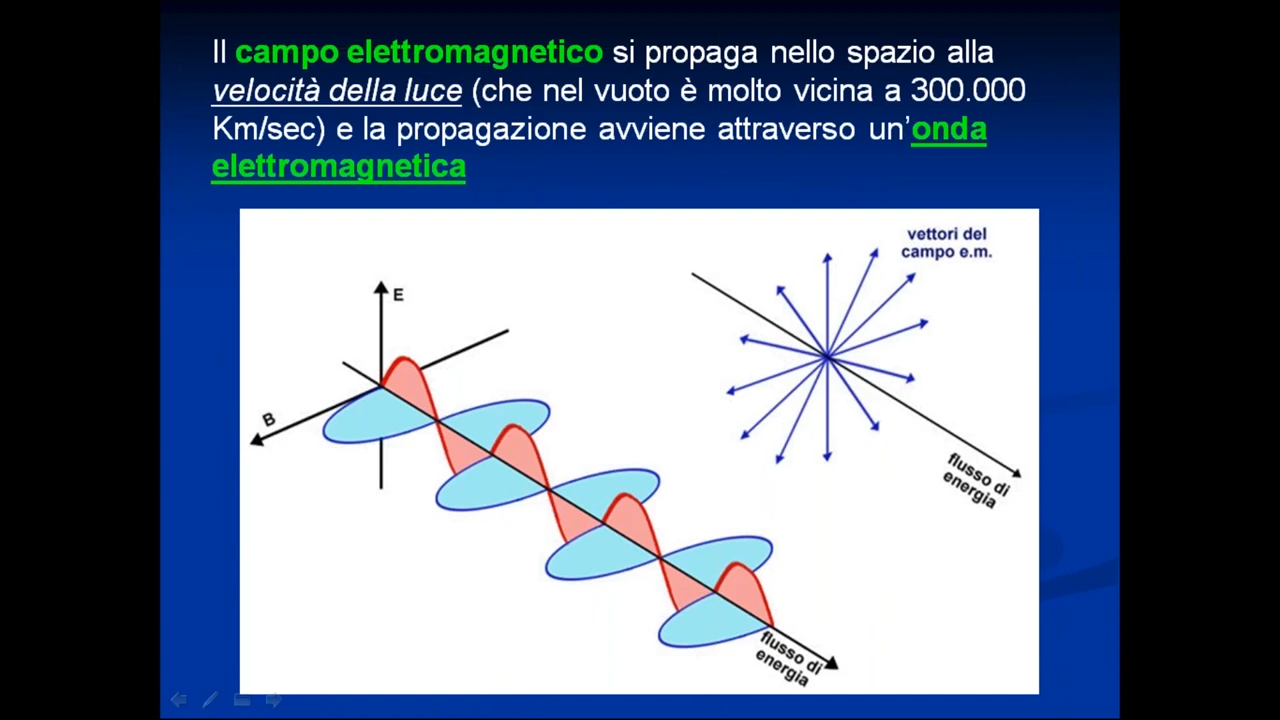 Il campo elettromagnetico si propaga nello spazio alla
velocità della luce (che nel vuoto è molto vicina a 300.000
Km/sec) e la propagazione avviene attraverso un'onda
elettromagnetica
vettori del
campo e.m.
E
B
flusso di
energia
flusso di
energia